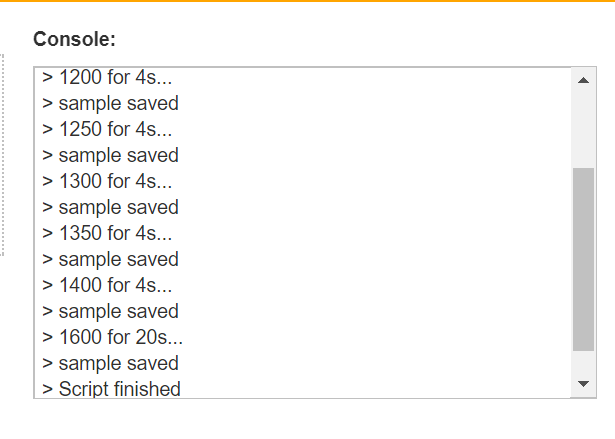 Console:
> 1200 for 4s...
> sample saved
> 1250 for 4s...
> sample saved
> 1300 for 4s...
> sample saved
> 1350 for 4s...
> sample saved
> 1400 for 4s...
> sample saved
> 1600 for 20s...
> sample saved
> Script finished